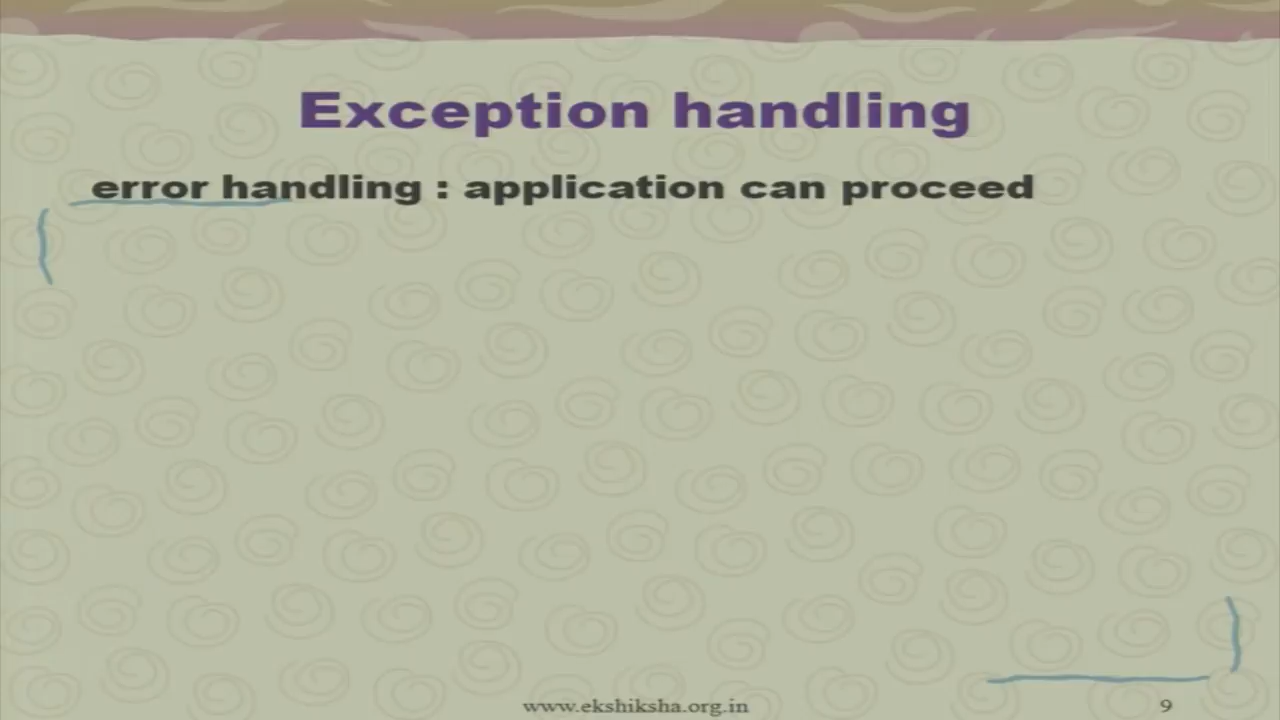 Exception handling
error handling : application can proceed
www.ekshiksha.org.in
9